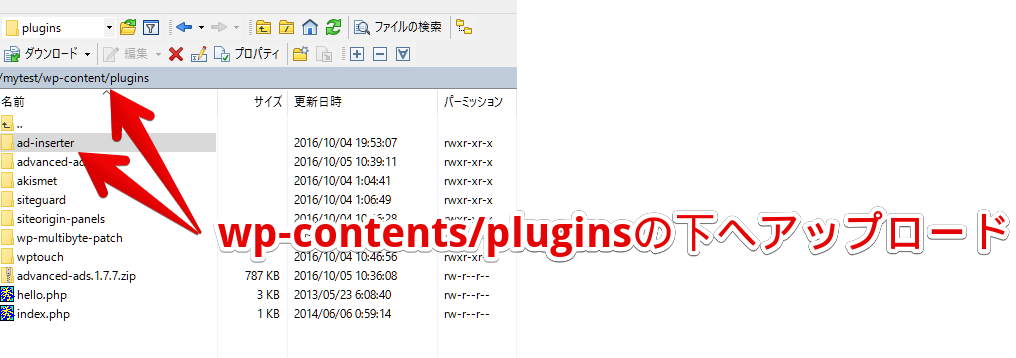 plugins
ファイルの検索
ダウンロード 編集 プロパティ
/mytest/wp-content/plugins
名前 サイズ 更新日時 パーミッション
..
ad-inserter 2016/10/04 19:53:07 rwxr-xr-x
advanced-ad 2016/10/05 10:39:11 rwxr-xr-x
akismet 2016/10/04 1:04:41 rwxr-xr-x
siteguard 2016/10/04 1:06:49 rwxr-xr-x
siteorigin-panels 2016/10/04
wp-multibyte-patch
wptouch 2016/10/04 10:46:56 rwxr-xr-x
wp-contents/pluginsの下へアップロード
advanced-ads.1.7.7.zip 787 KB 2016/10/05 10:36:08 rw-r--r--
hello.php 3 KB 2013/05/23 6:08:40 rw-r--r--
index.php 1 KB 2014/06/06 0:59:14 rw-r--r--